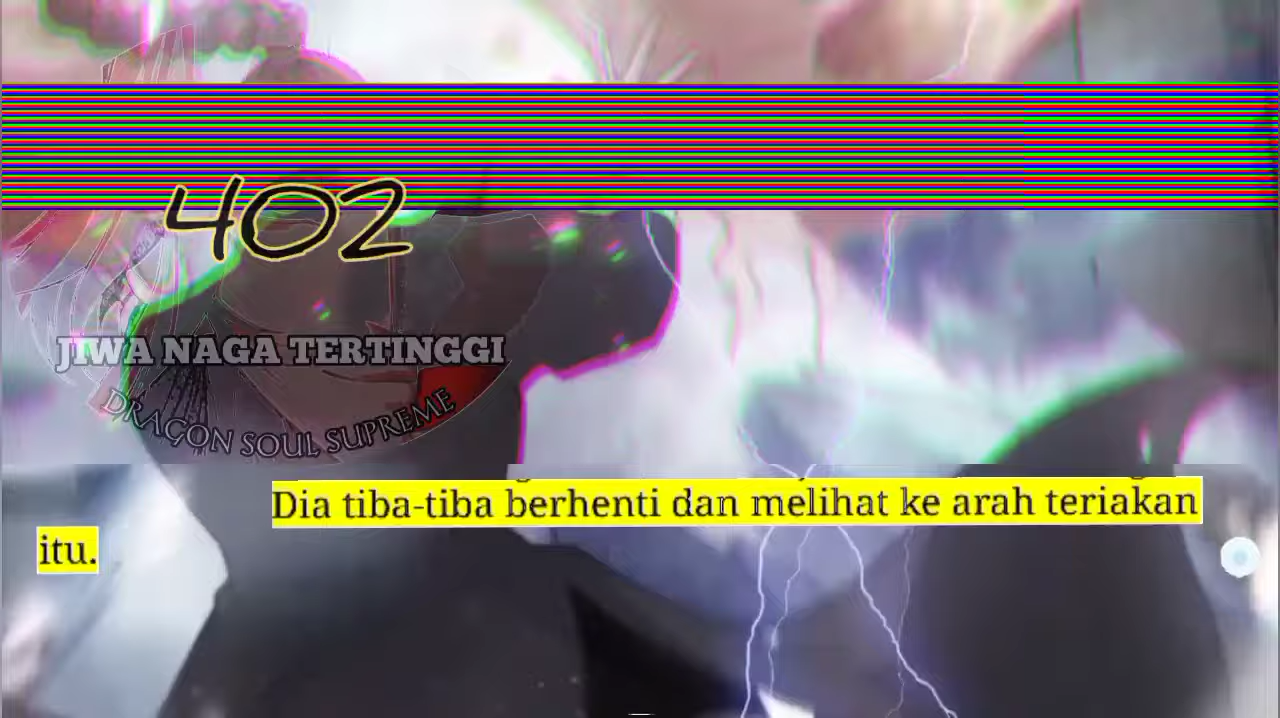 402
JIWA NAGA TERTINGGI
DRAGON SOUL SUPREME
Dia tiba-tiba berhenti dan melihat ke arah teriakan
itu.